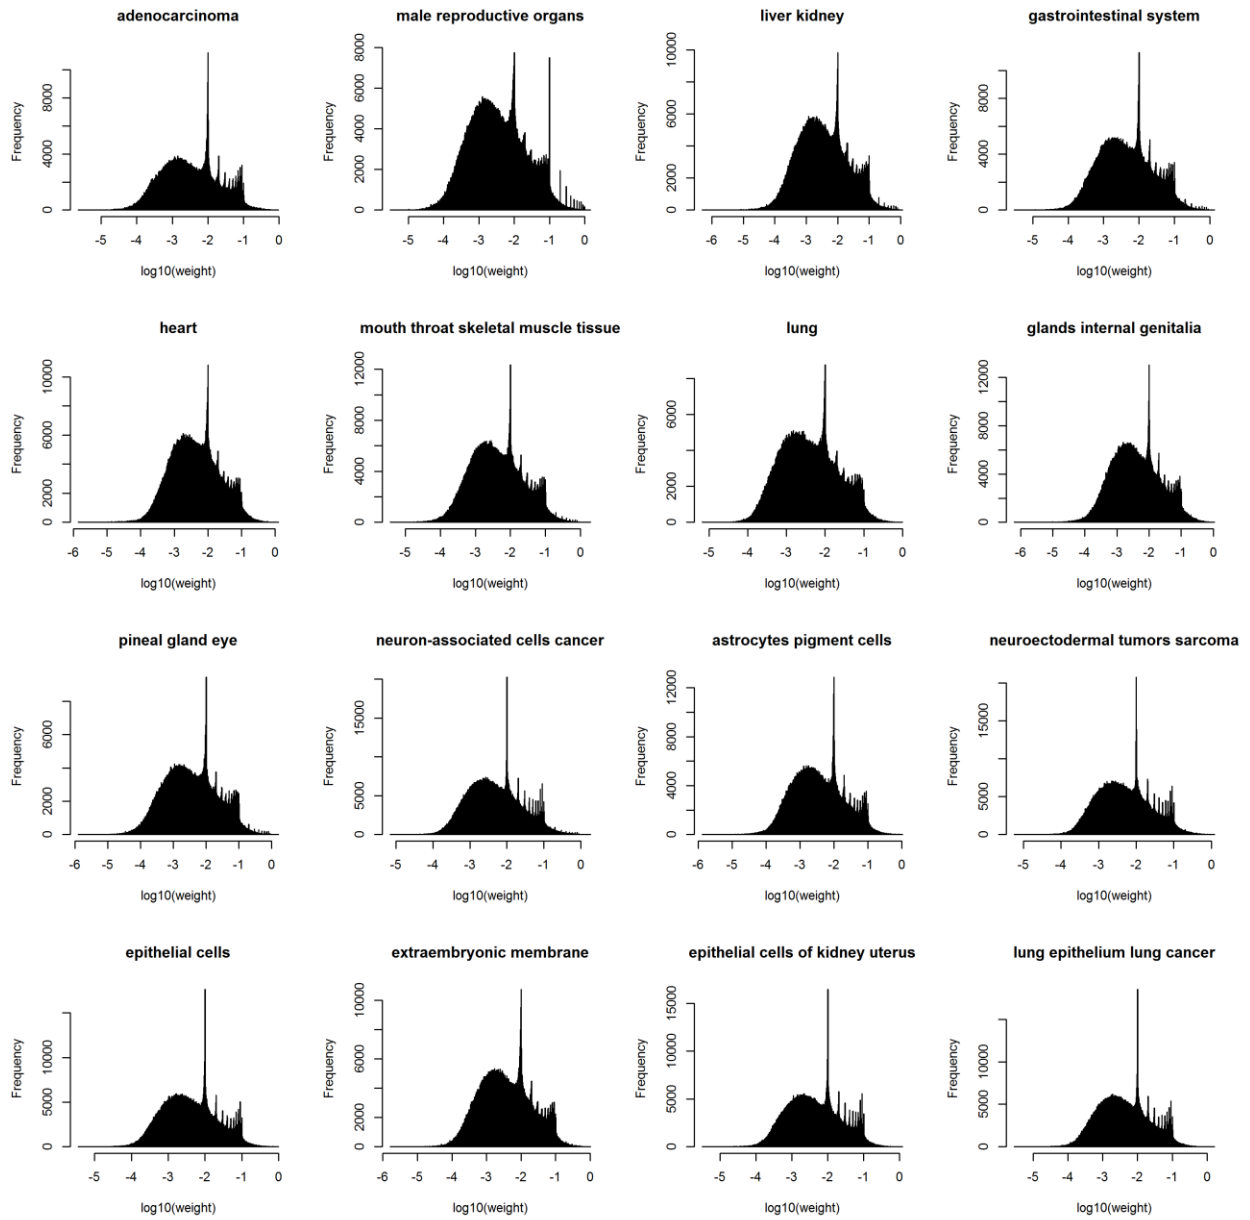 adenocarcinoma
Frequency
0 4000 8000
-5 -4 -3 -2 -1 0
log10(weight)
male reproductive organs
Frequency
0 2000 4000 6000 8000
-5 -4 -3 -2 -1 0
log10(weight)
liver kidney
Frequency
0 2000 6000 10000
-6 -5 -4 -3 -2 -1 0
log10(weight)
gastrointestinal system
Frequency
0 4000 8000
-5 -4 -3 -2 -1 0
log10(weight)
heart
Frequency
0 2000 6000 10000
-6 -5 -4 -3 -2 -1 0
log10(weight)
mouth throat skeletal muscle tissue
Frequency
0 4000 8000 12000
-5 -4 -3 -2 -1 0
log10(weight)
lung
Frequency
0 2000 6000
-5 -4 -3 -2 -1 0
log10(weight)
glands internal genitalia
Frequency
0 4000 8000 12000
-6 -5 -4 -3 -2 -1 0
log10(weight)
pineal gland eye
Frequency
0 2000 6000
-6 -5 -4 -3 -2 -1 0
log10(weight)
neuron-associated cells cancer
Frequency
0 5000 15000
-5 -4 -3 -2 -1 0
log10(weight)
astrocytes pigment cells
Frequency
0 4000 8000 12000
-6 -5 -4 -3 -2 -1 0
log10(weight)
neuroectodermal tumors sarcoma
Frequency
0 5000 15000
-5 -4 -3 -2 -1 0
log10(weight)
epithelial cells
Frequency
0 5000 10000
-5 -4 -3 -2 -1 0
log10(weight)
extraembryonic membrane
Frequency
0 2000 6000 10000
-5 -4 -3 -2 -1 0
log10(weight)
epithelial cells of kidney uterus
Frequency
0 5000 10000 15000
-5 -4 -3 -2 -1 0
log10(weight)
lung epithelium lung cancer
Frequency
0 5000 10000
-5 -4 -3 -2 -1 0
log10(weight)